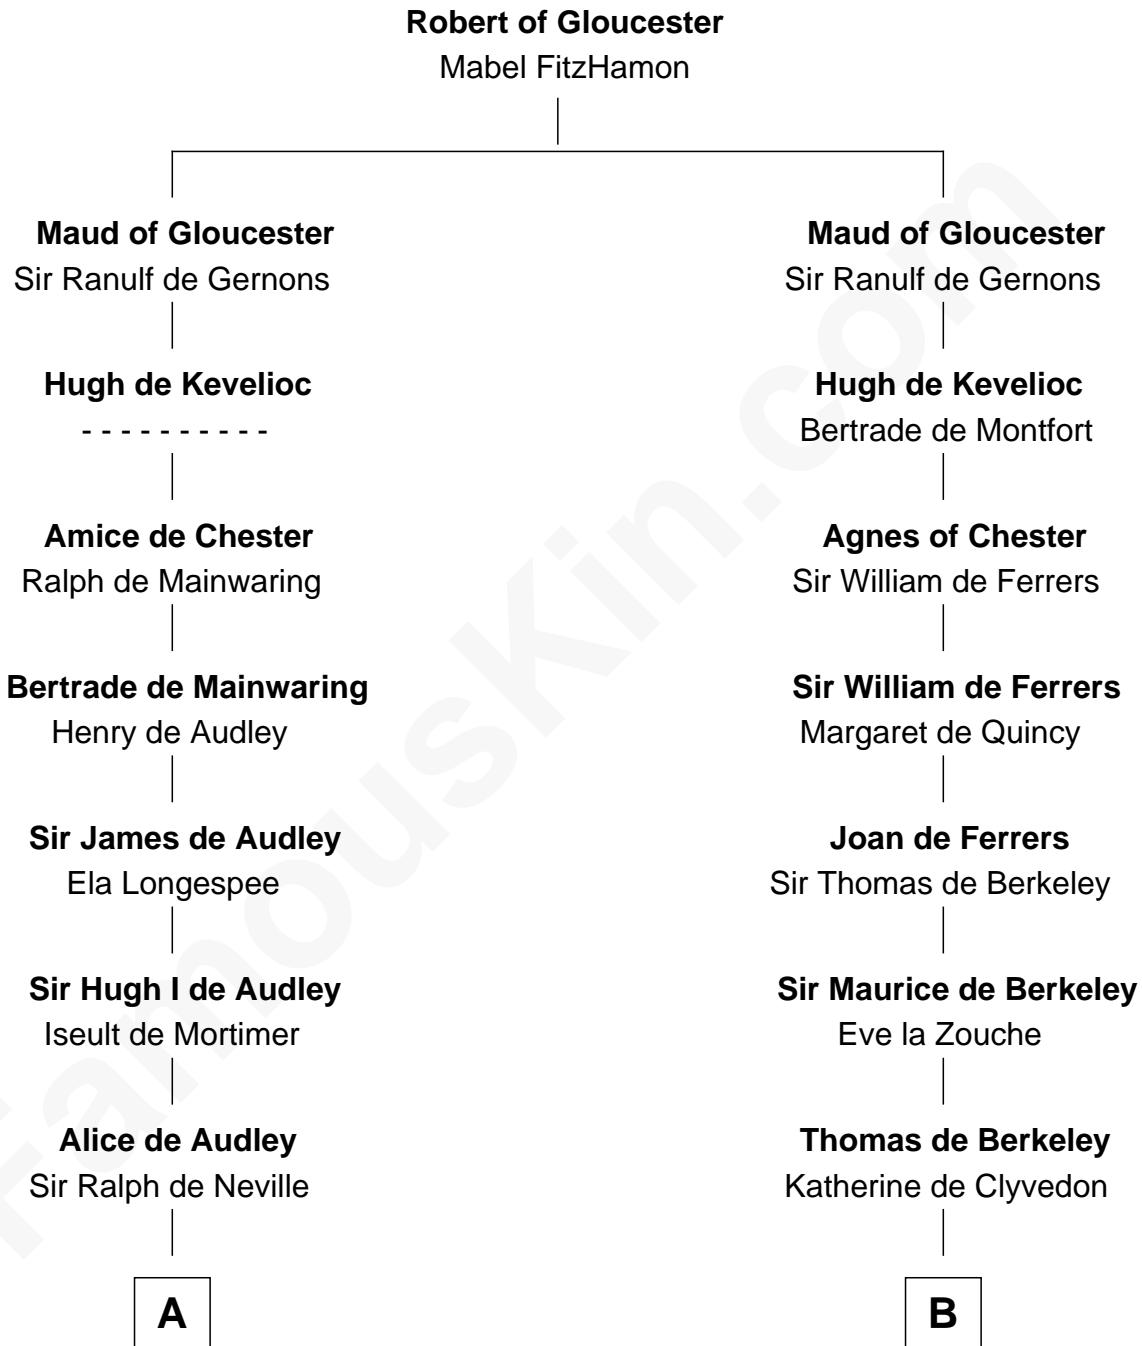 Robert of Gloucester
Mabel FitzHamon
Maud of Gloucester
Sir Ranulf de Gernons
Hugh de Kevelioc
- - - - - - - - - -
Amice de Chester
Ralph de Mainwaring
Bertrade de Mainwaring
Henry de Audley
Sir James de Audley
Ela Longespee
Sir Hugh I de Audley
Iseult de Mortimer
Alice de Audley
Sir Ralph de Neville
A
Maud of Gloucester
Sir Ranulf de Gernons
Hugh de Kevelioc
Bertrade de Montfort
Agnes of Chester
Sir William de Ferrers
Sir William de Ferrers
Margaret de Quincy
Joan de Ferrers
Sir Thomas de Berkeley
Sir Maurice de Berkeley
Eve la Zouche
Thomas de Berkeley
Katherine de Clyvedon
B
FamousKin.com